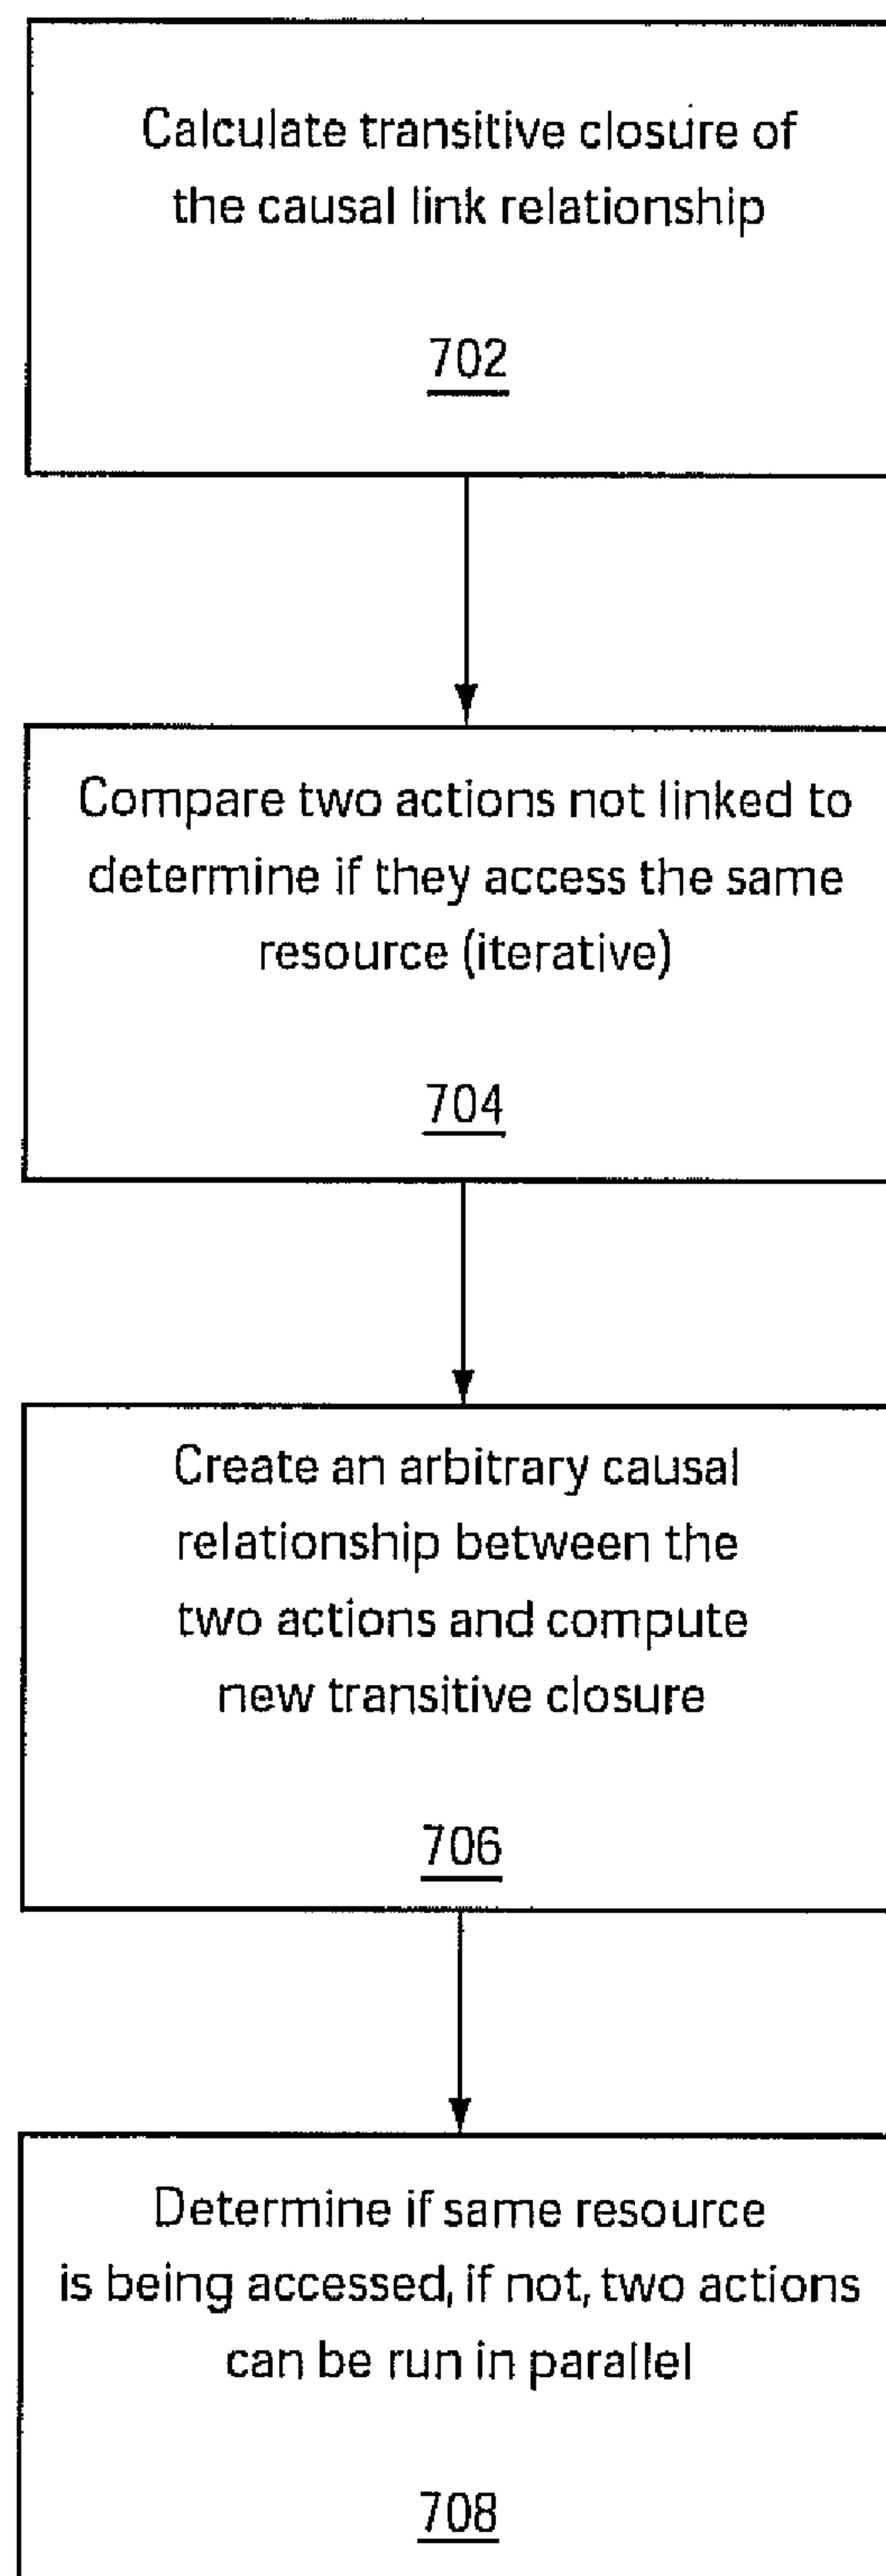 Calculate transitive closure of
the causal link relationship
702
Compare two actions not linked to
determine if they access the same
resource (iterative)
704
Create an arbitrary causal
relationship between the
two actions and compute
new transitive closure
706
Determine if same resource
is being accessed, if not, two actions
can be run in parallel
708